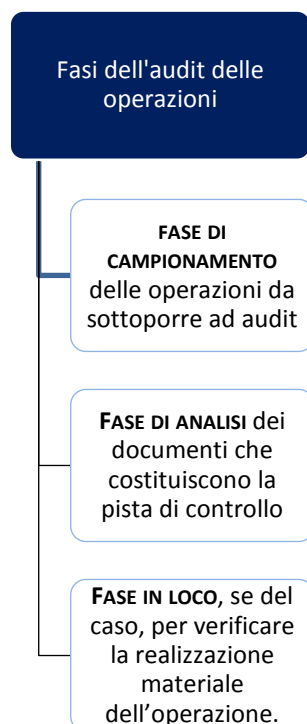 Fasi dell'audit delle
operazioni
FASE DI
CAMPIONAMENTO
delle operazioni da
sottoporre ad audit
FASE DI ANALISI dei
documenti che
costituiscono la
pista di controllo
FASE IN LOCO, se del
caso, per verificare
la realizzazione
materiale
dell’operazione.